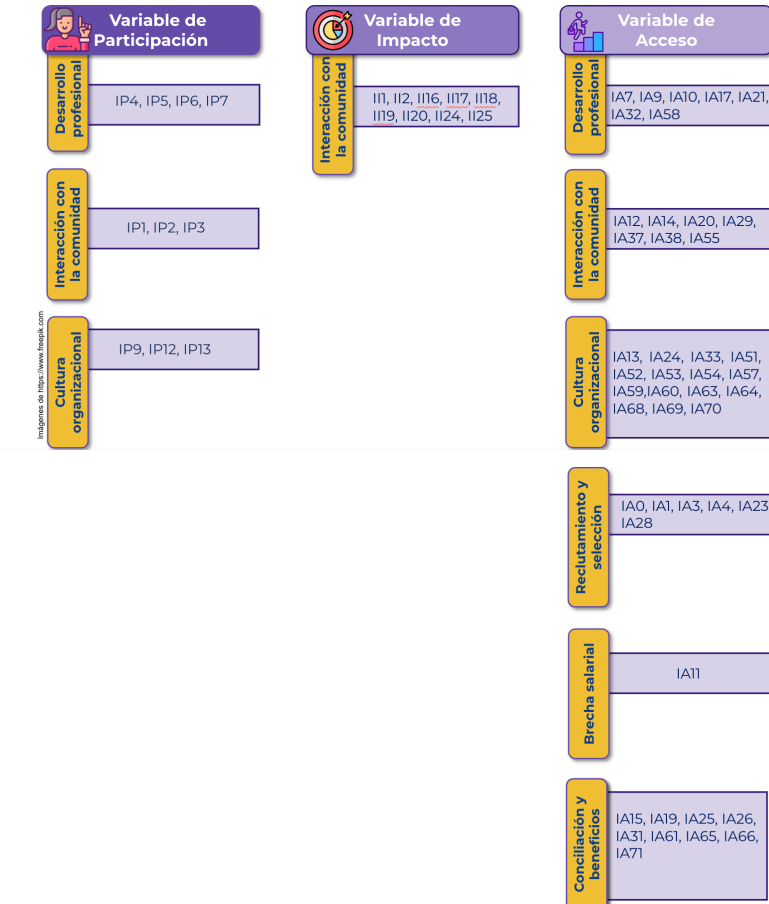 Variable de
Participación
Desarrollo
profesional
IP4, IP5, IP6, IP7
Interacción con
la comunidad
IP1, IP2, IP3
Cultura
organizacional
IP9, IP12, IP13
Imágenes de https://www.freepik.com
Variable de
Impacto
Interacción con
la comunidad
II1, II2, II16, II17, II18,
II19, II20, II24, II25
Variable de
Acceso
Desarrollo
profesional
IA7, IA9, IA10, IA17, IA21,
IA32, IA58
Interacción con
la comunidad
IA12, IA14, IA20, IA29,
IA37, IA38, IA55
Cultura
organizacional
IA13, IA24, IA33, IA51,
IA52, IA53, IA54, IA57,
IA59,IA60, IA63, IA64,
IA68, IA69, IA70
Reclutamiento y
selección
IA0, IA1, IA3, IA4, IA23
IA28
Brecha salarial
IA11
Conciliación y
beneficios
IA15, IA19, IA25, IA26,
IA31, IA61, IA65, IA66,
IA71